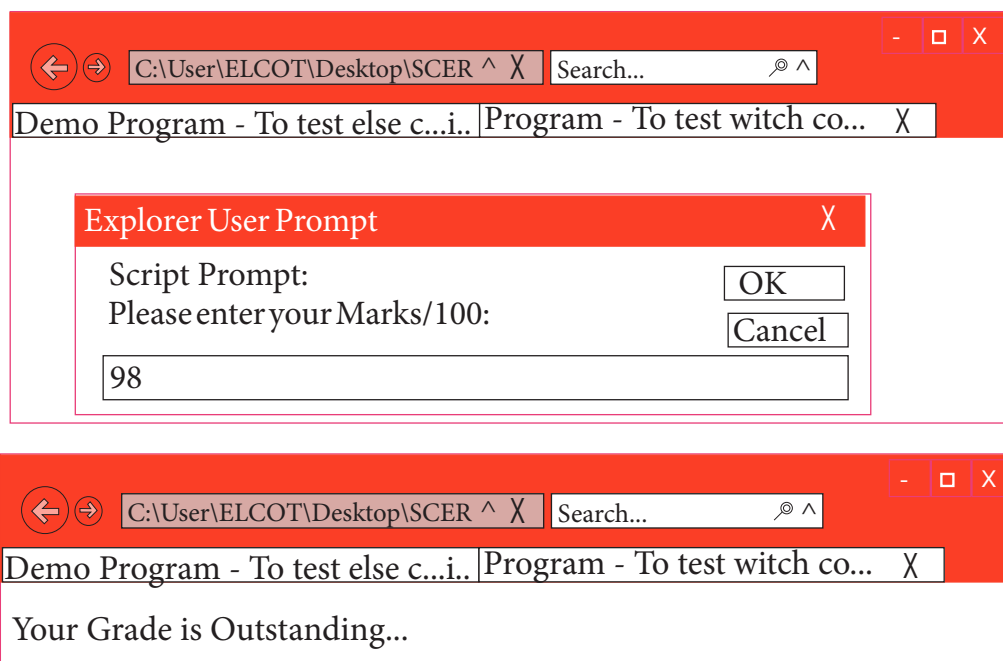 - □ X
C:\User\ELCOT\Desktop\SCER ^ X Search... ^
Demo Program - To test else c...i.. Program - To test witch co... X
Explorer User Prompt X
Script Prompt:
Please enter your Marks/100:
OK
Cancel
98
- □ X
C:\User\ELCOT\Desktop\SCER ^ X Search... ^
Demo Program - To test else c...i.. Program - To test witch co... X
Your Grade is Outstanding...